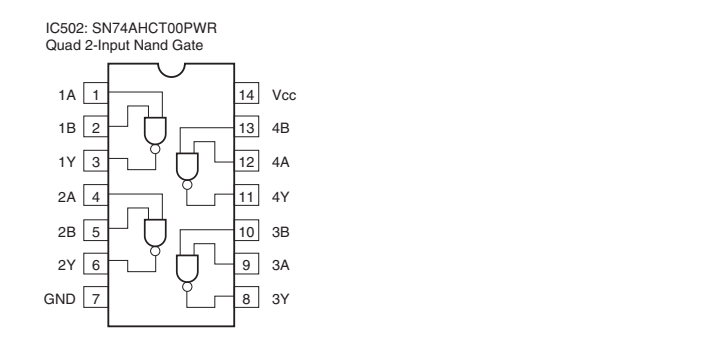 IC502: SN74AHCT00PWR
Quad 2-Input Nand Gate
1A 1 14 Vcc
1B 2 13 4B
1Y 3 12 4A
2A 4 11 4Y
2B 5 10 3B
2Y 6 9 3A
GND 7 8 3Y